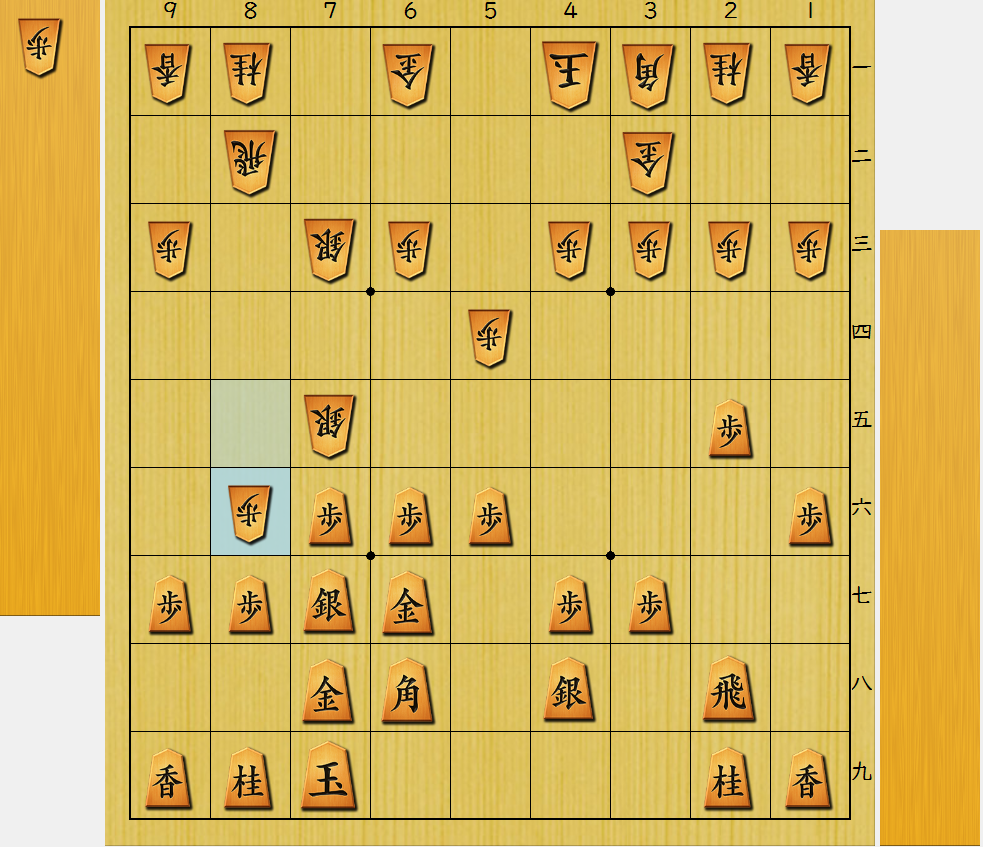 歩
9 8 7 6 5 4 3 2 1
香 桂 金 王 角 桂 香 一
飛 金 二
歩 銀 歩 歩 歩 歩 歩 三
歩 四
銀 歩 五
歩 歩 歩 歩 歩 六
歩 歩 銀 金 歩 歩 七
金 角 銀 飛 八
香 桂 玉 桂 香 九